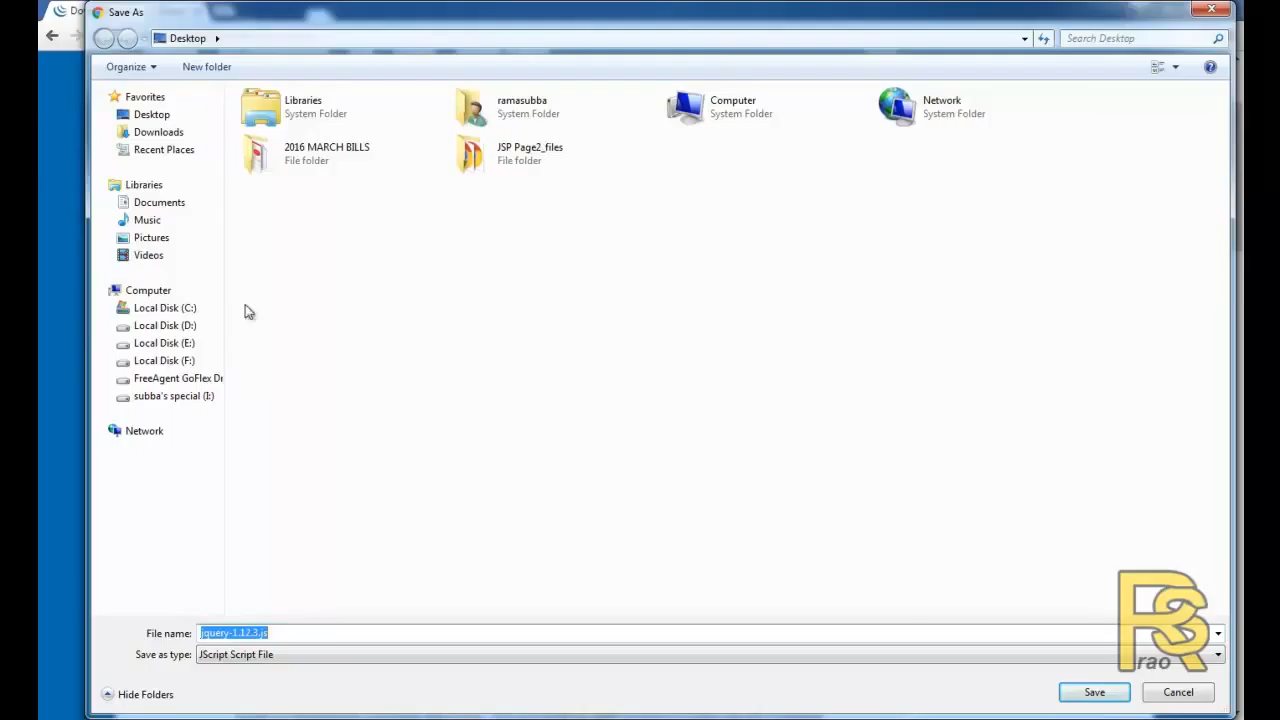 Save As
Desktop
Search Desktop
Organize
New folder
Favorites
Desktop
Downloads
Recent Places
Libraries
Documents
Music
Pictures
Videos
Computer
Local Disk (C:)
Local Disk (D:)
Local Disk (E:)
Local Disk (F:)
FreeAgent GoFlex Dr
subba's special (I:)
Network
Libraries
System Folder
ramasubba
System Folder
Computer
System Folder
Network
System Folder
2016 MARCH BILLS
File folder
JSP Page2_files
File folder
File name: jquery-1.12.3.js
Save as type: JScript Script File
Hide Folders
Save
Cancel
RS
rao